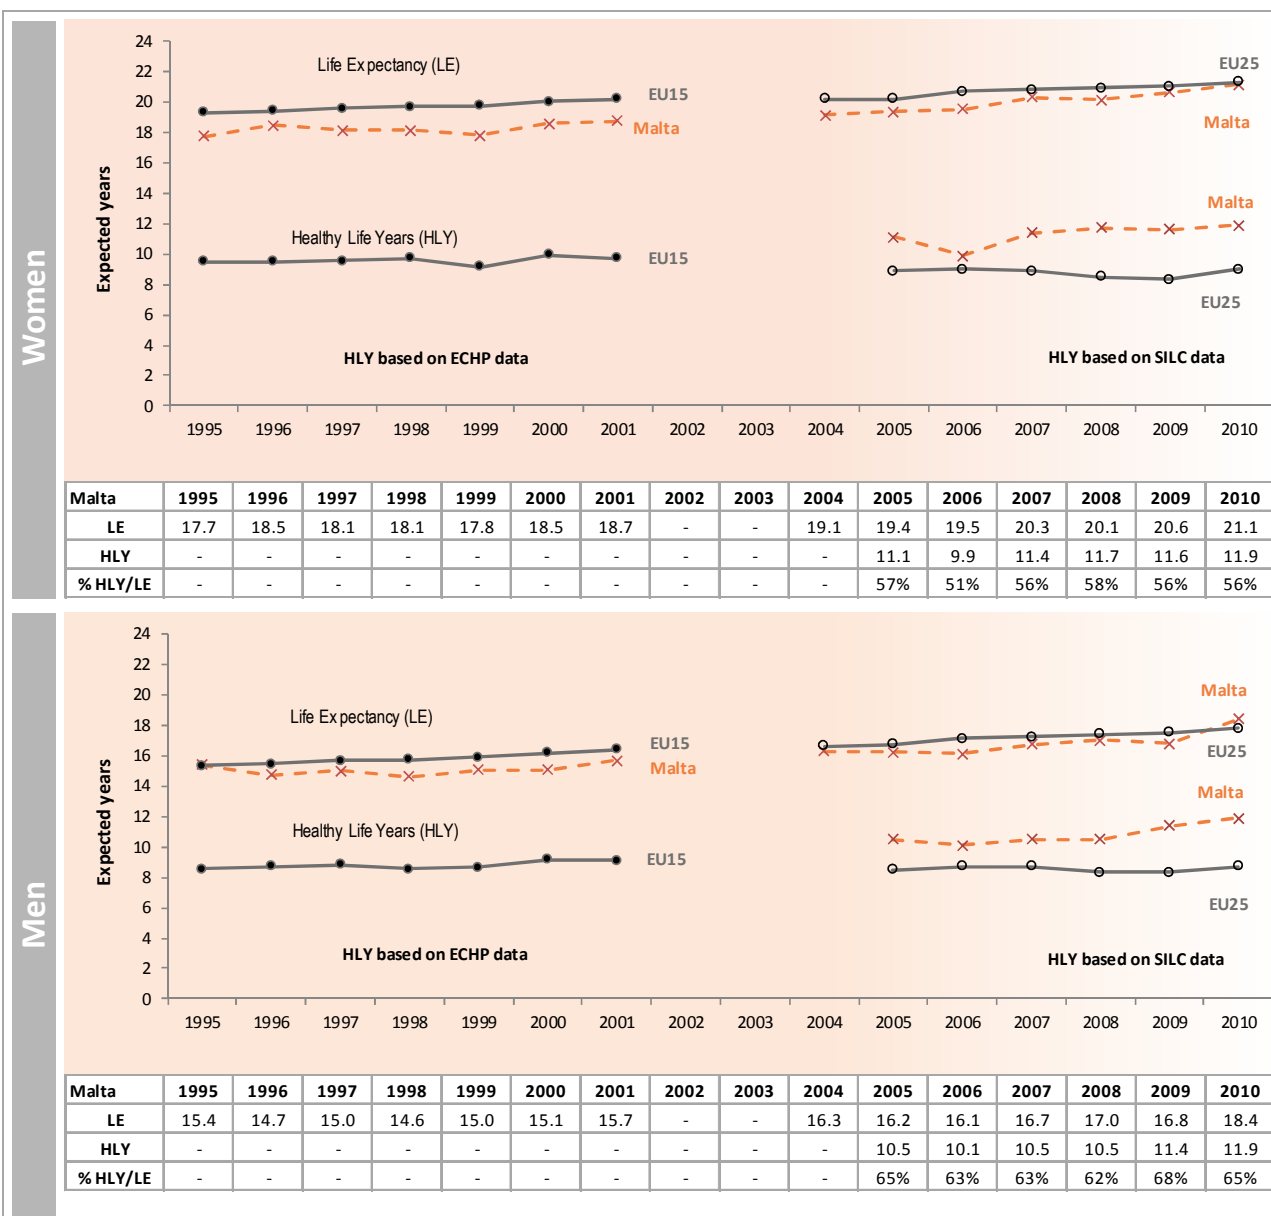 Women
Expected years
24
22
20
18
16
14
12
10
8
6
4
2
0
Life Expectancy (LE)
EU15
Malta
EU25
Malta
Healthy Life Years (HLY)
EU15
Malta
EU25
HLY based on ECHP data
HLY based on SILC data
1995 1996 1997 1998 1999 2000 2001 2002 2003 2004 2005 2006 2007 2008 2009 2010
Malta 1995 1996 1997 1998 1999 2000 2001 2002 2003 2004 2005 2006 2007 2008 2009 2010
LE 17.7 18.5 18.1 18.1 17.8 18.5 18.7 - - 19.1 19.4 19.5 20.3 20.1 20.6 21.1
HLY - - - - - - - - - - 11.1 9.9 11.4 11.7 11.6 11.9
% HLY/LE - - - - - - - - - - 57% 51% 56% 58% 56% 56%
Men
Expected years
24
22
20
18
16
14
12
10
8
6
4
2
0
Life Expectancy (LE)
EU15
Malta
Malta
EU25
Healthy Life Years (HLY)
EU15
Malta
EU25
HLY based on ECHP data
HLY based on SILC data
1995 1996 1997 1998 1999 2000 2001 2002 2003 2004 2005 2006 2007 2008 2009 2010
Malta 1995 1996 1997 1998 1999 2000 2001 2002 2003 2004 2005 2006 2007 2008 2009 2010
LE 15.4 14.7 15.0 14.6 15.0 15.1 15.7 - - 16.3 16.2 16.1 16.7 17.0 16.8 18.4
HLY - - - - - - - - - - 10.5 10.1 10.5 10.5 11.4 11.9
% HLY/LE - - - - - - - - - - 65% 63% 63% 62% 68% 65%